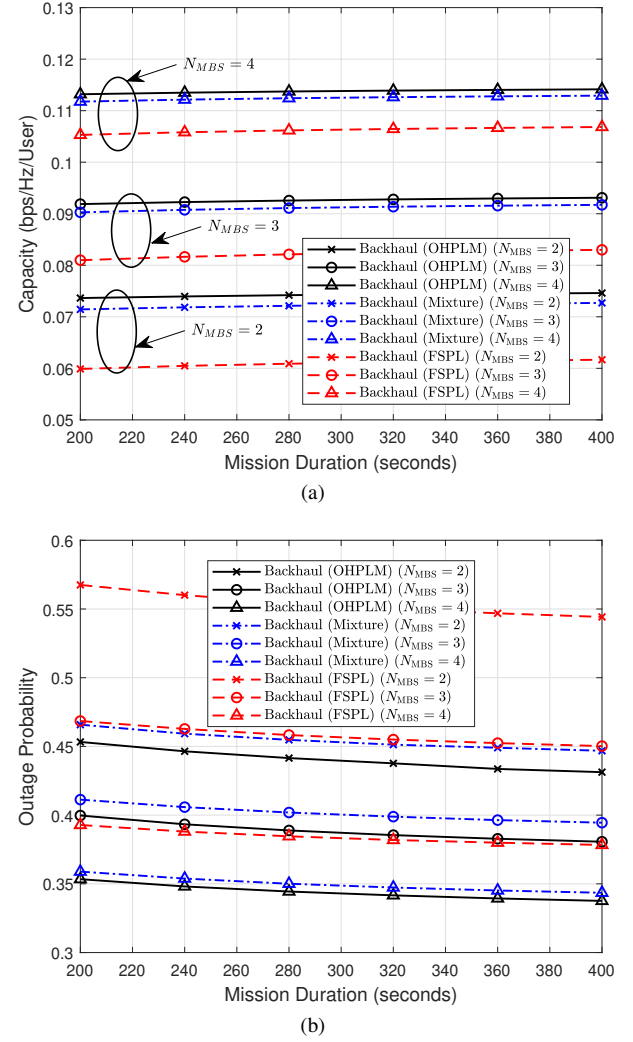 0.13
0.12
0.11
0.1
0.09
0.08
0.07
0.06
0.05
Capacity (bps/Hz/User)
N_MBS = 4
N_MBS = 3
N_MBS = 2
Backhaul (OHPLM) (N_MBS = 2)
Backhaul (OHPLM) (N_MBS = 3)
Backhaul (OHPLM) (N_MBS = 4)
Backhaul (Mixture) (N_MBS = 2)
Backhaul (Mixture) (N_MBS = 3)
Backhaul (Mixture) (N_MBS = 4)
Backhaul (FSPL) (N_MBS = 2)
Backhaul (FSPL) (N_MBS = 3)
Backhaul (FSPL) (N_MBS = 4)
200 220 240 260 280 300 320 340 360 380 400
Mission Duration (seconds)
(a)
0.6
0.55
0.5
0.45
0.4
0.35
0.3
Outage Probability
Backhaul (OHPLM) (N_MBS = 2)
Backhaul (OHPLM) (N_MBS = 3)
Backhaul (OHPLM) (N_MBS = 4)
Backhaul (Mixture) (N_MBS = 2)
Backhaul (Mixture) (N_MBS = 3)
Backhaul (Mixture) (N_MBS = 4)
Backhaul (FSPL) (N_MBS = 2)
Backhaul (FSPL) (N_MBS = 3)
Backhaul (FSPL) (N_MBS = 4)
200 220 240 260 280 300 320 340 360 380 400
Mission Duration (seconds)
(b)